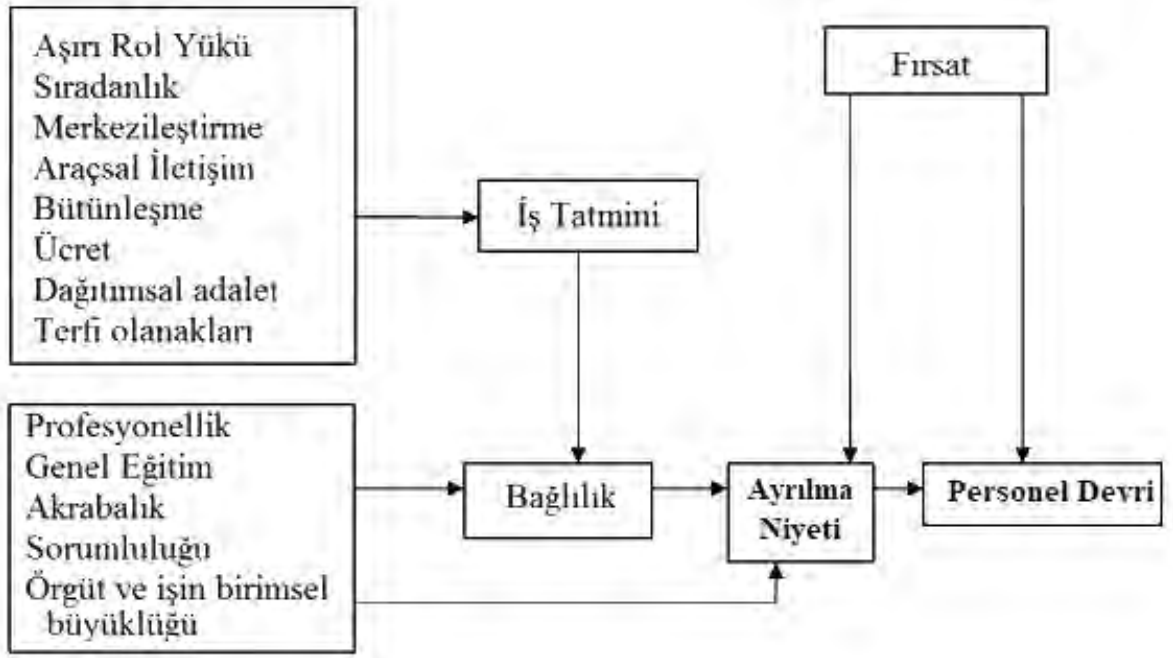 Aşırı Rol Yükü
Sıradanlık
Merkezileştirme
Araçsal İletişim
Bütünleşme
Ücret
Dağıtımsal adalet
Terfi olanakları
Fırsat
İş Tatmini
Profesyonellik
Genel Eğitim
Akrabalık
Sorumluluğu
Örgüt ve işin birimsel
büyüklüğü
Bağlılık
Ayrılma
Niyeti
Personel Devri